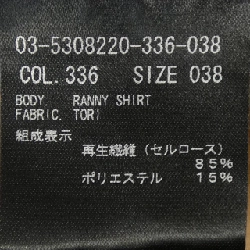 03-5308220-336-038
COL.336 SIZE 038
BODY RANNY SHIRT
FABRIC. TORI
組成表示
再生繊維(セルロース)
85%
ポリエステル 15%